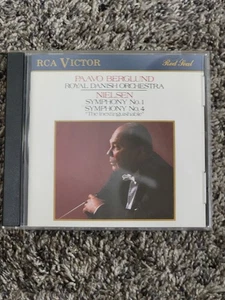 RCA VICTOR
Red Seal
PAAVO BERGLUND
ROYAL DANISH ORCHESTRA
NIELSEN
SYMPHONY No.1
SYMPHONY No.4
"The Inextinguishable"